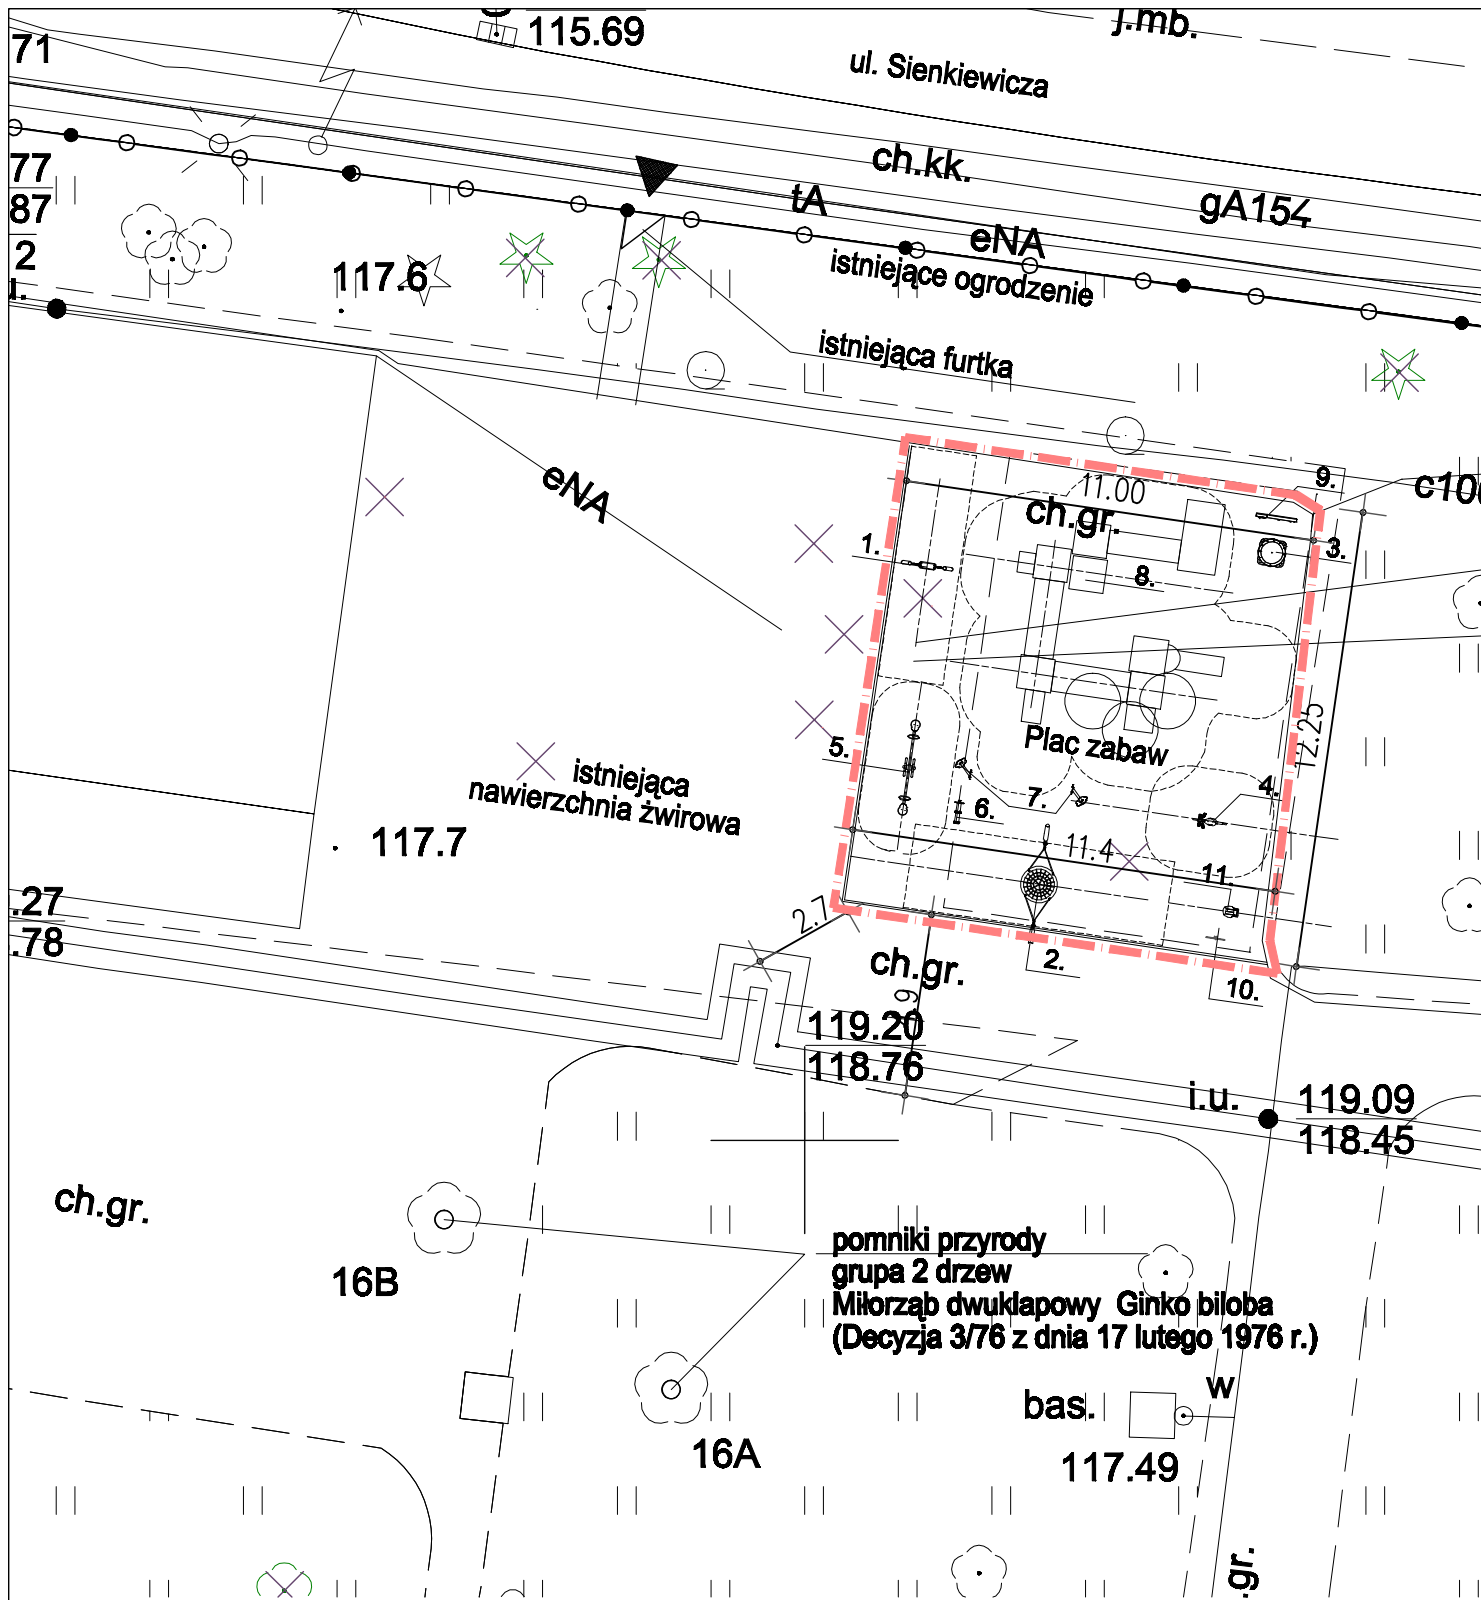 115.69
j.mb.
71
ul. Sienkiewicza
ch.kk.
77
87
2
tA
gA154
eNA
istniejące ogrodzenie
117.6
istniejąca furtka
eNA
9.
11.00
ch.gr.
1.
3.
8.
12.25
Plac zabaw
5.
istniejąca
nawierzchnia żwirowa
4.
7.
6.
117.7
11.4
11.
.27
.78
2.7
ch.gr.
2.
10.
119.20
118.76
i.u.
119.09
118.45
ch.gr.
pomniki przyrody
grupa 2 drzew
Miłorząb dwuklapowy Ginko biloba
(Decyzja 3/76 z dnia 17 lutego 1976 r.)
16B
w
bas.
16A
117.49
.gr.